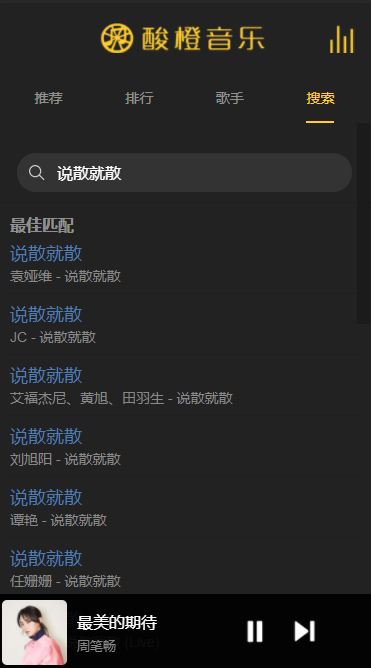 酸橙音乐
推荐 排行 歌手 搜索
说散就散
最佳匹配
说散就散
袁娅维 - 说散就散
说散就散
JC - 说散就散
说散就散
艾福杰尼、黄旭、田羽生 - 说散就散
说散就散
刘旭阳 - 说散就散
说散就散
谭艳 - 说散就散
说散就散
任姗姗 - 说散就散
最美的期待
周笔畅
(Live)